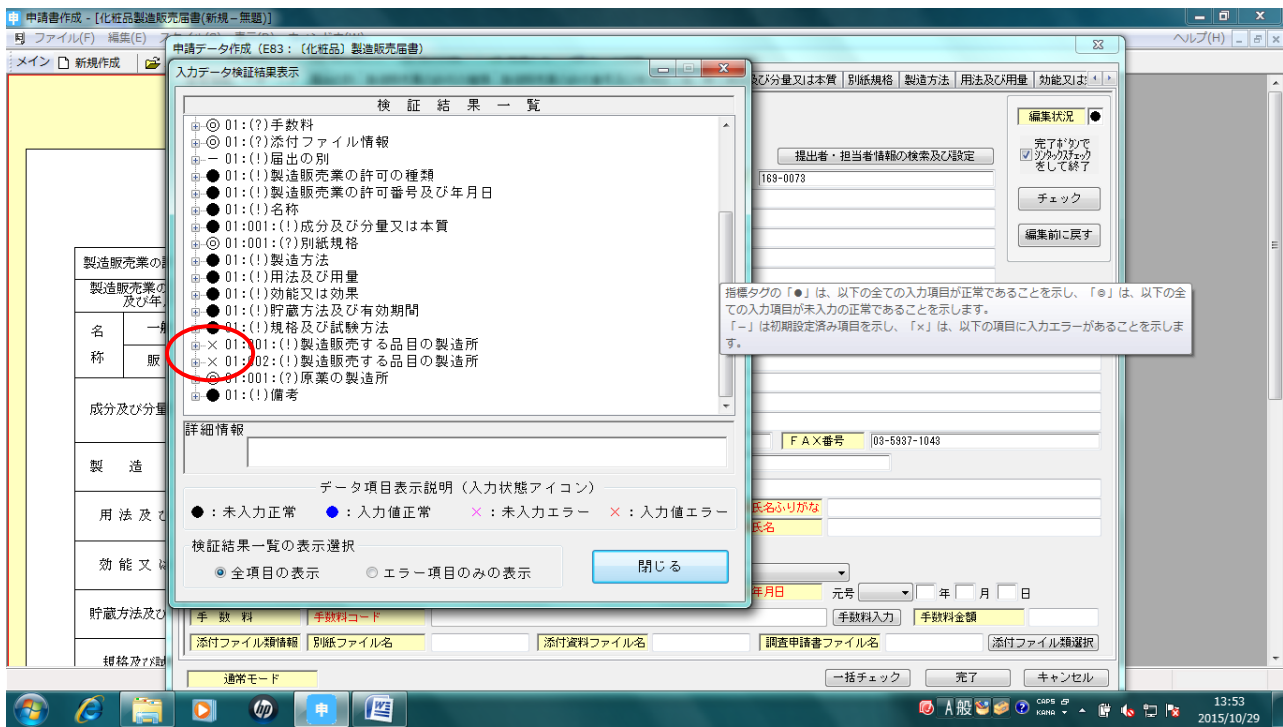 申請書作成 - [化粧品製造販売届書(新規－無題)]
ファイル(F) 編集(E)
ヘルプ(H)
メイン 新規作成
申請データ作成（E83：〔化粧品〕製造販売届書）
入力データ検証結果表示
及び分量又は本質 別紙規格 製造方法 用法及び用量 効能又は
検 証 結 果 一 覧
◎ 01:(?)手数料
◎ 01:(?)添付ファイル情報
－ 01:(!)届出の別
● 01:(!)製造販売業の許可の種類
● 01:(!)製造販売業の許可番号及び年月日
● 01:(!)名称
● 01:001:(!)成分及び分量又は本質
◎ 01:001:(?)別紙規格
● 01:(!)製造方法
● 01:(!)用法及び用量
● 01:(!)効能又は効果
● 01:(!)貯蔵方法及び有効期間
● 01:(!)規格及び試験方法
× 01:001:(!)製造販売する品目の製造所
× 01:002:(!)製造販売する品目の製造所
◎ 01:001:(?)原薬の製造所
● 01:(!)備考
詳細情報
データ項目表示説明（入力状態アイコン）
●：未入力正常 ●：入力値正常 ×：未入力エラー ×：入力値エラー
検証結果一覧の表示選択
全項目の表示 エラー項目のみの表示
閉じる
編集状況 ●
完了ボタンで
シンタックスチェック
をして終了
チェック
編集前に戻す
提出者・担当者情報の検索及び設定
169-0073
指標タグの「●」は、以下の全ての入力項目が正常であることを示し、「◎」は、以下の全
ての入力項目が未入力の正常であることを示します。
「－」は初期設定済み項目を示し、「×」は、以下の項目に入力エラーがあることを示しま
す。
ＦＡＸ番号 03-5937-1043
氏名ふりがな
氏名
年月日 元号 年 月 日
手 数 料 手数料コード 手数料入力 手数料金額
添付ファイル類情報 別紙ファイル名 添付資料ファイル名 調査申請書ファイル名 添付ファイル類選択
通常モード 一括チェック 完了 キャンセル
製造販売業の
製造販売業の
及び年
名 一般
称 販
成分及び分量
製 造
用 法 及 び
効 能 又 は
貯蔵方法及び
規格及び試
申 A 般 CAPS KANA 13:53
2015/10/29